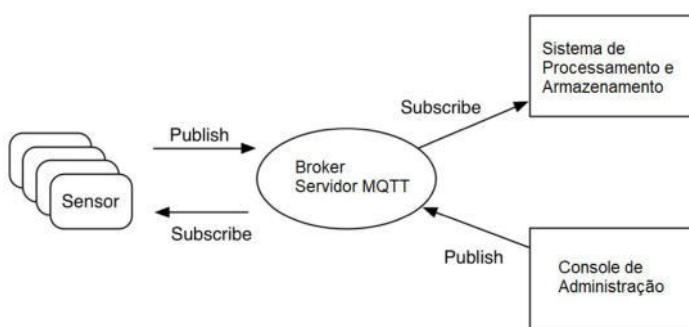 Sistema de
Processamento e
Armazenamento
Subscribe
Publish
Broker
Servidor MQTT
Sensor
Subscribe
Publish
Console de
Administração